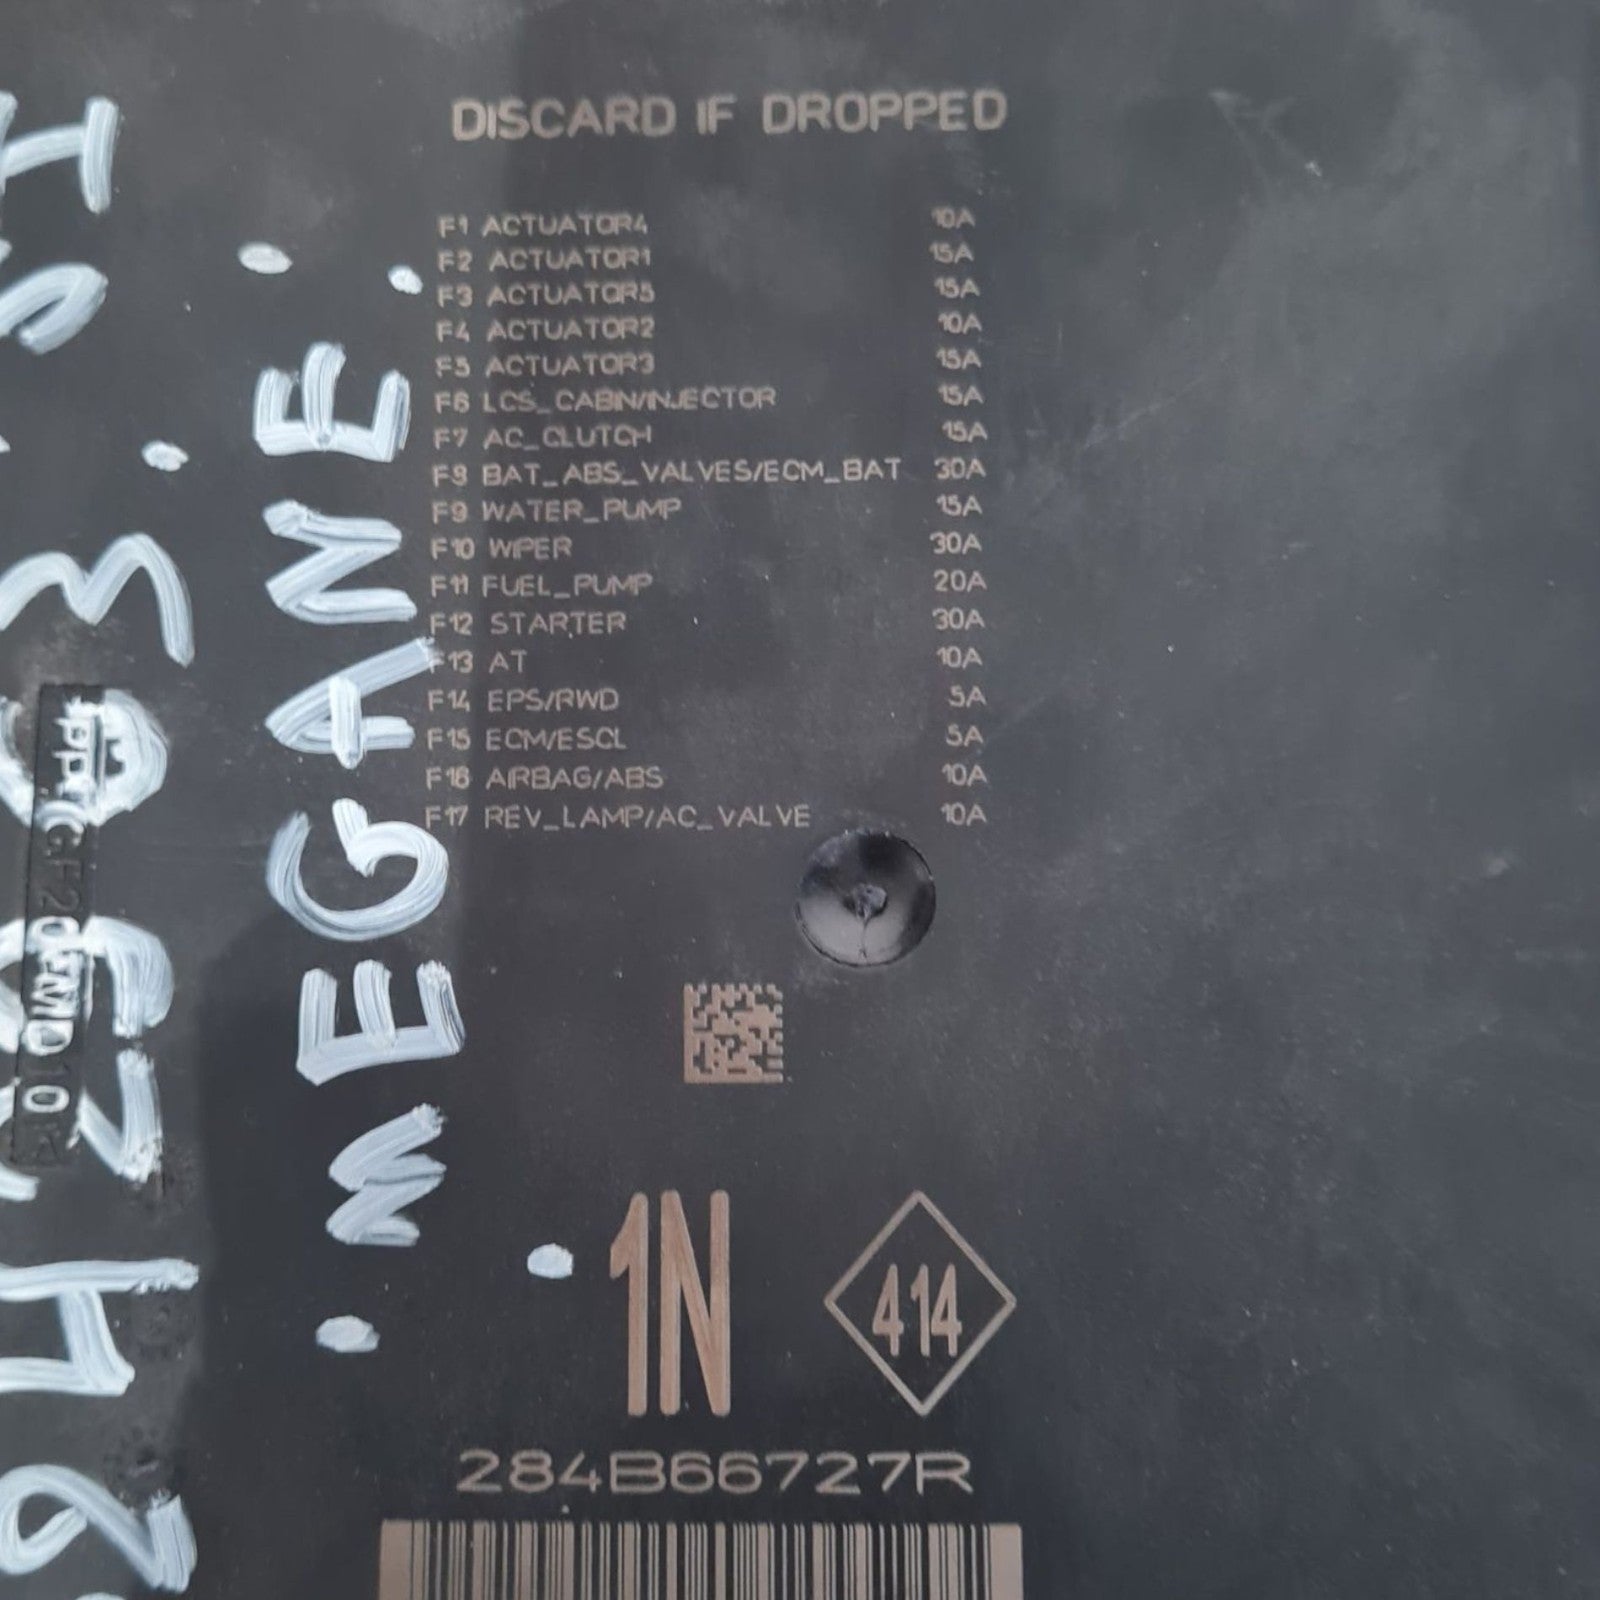 DISCARD IF DROPPED
F1 ACTUATOR4 10A
F2 ACTUATOR1 15A
F3 ACTUATOR5 15A
F4 ACTUATOR2 10A
F5 ACTUATOR3 15A
F6 LCS_CABIN/INJECTOR 15A
F7 AC_CLUTCH 15A
F8 BAT_ABS_VALVES/ECM_BAT 30A
F9 WATER_PUMP 15A
F10 WIPER 30A
F11 FUEL_PUMP 20A
F12 STARTER 30A
F13 AT 10A
F14 EPS/RWD 5A
F15 ECM/ESCL 5A
F16 AIRBAG/ABS 10A
F17 REV_LAMP/AC_VALVE 10A
1N
414
284B66727R
MEGANE